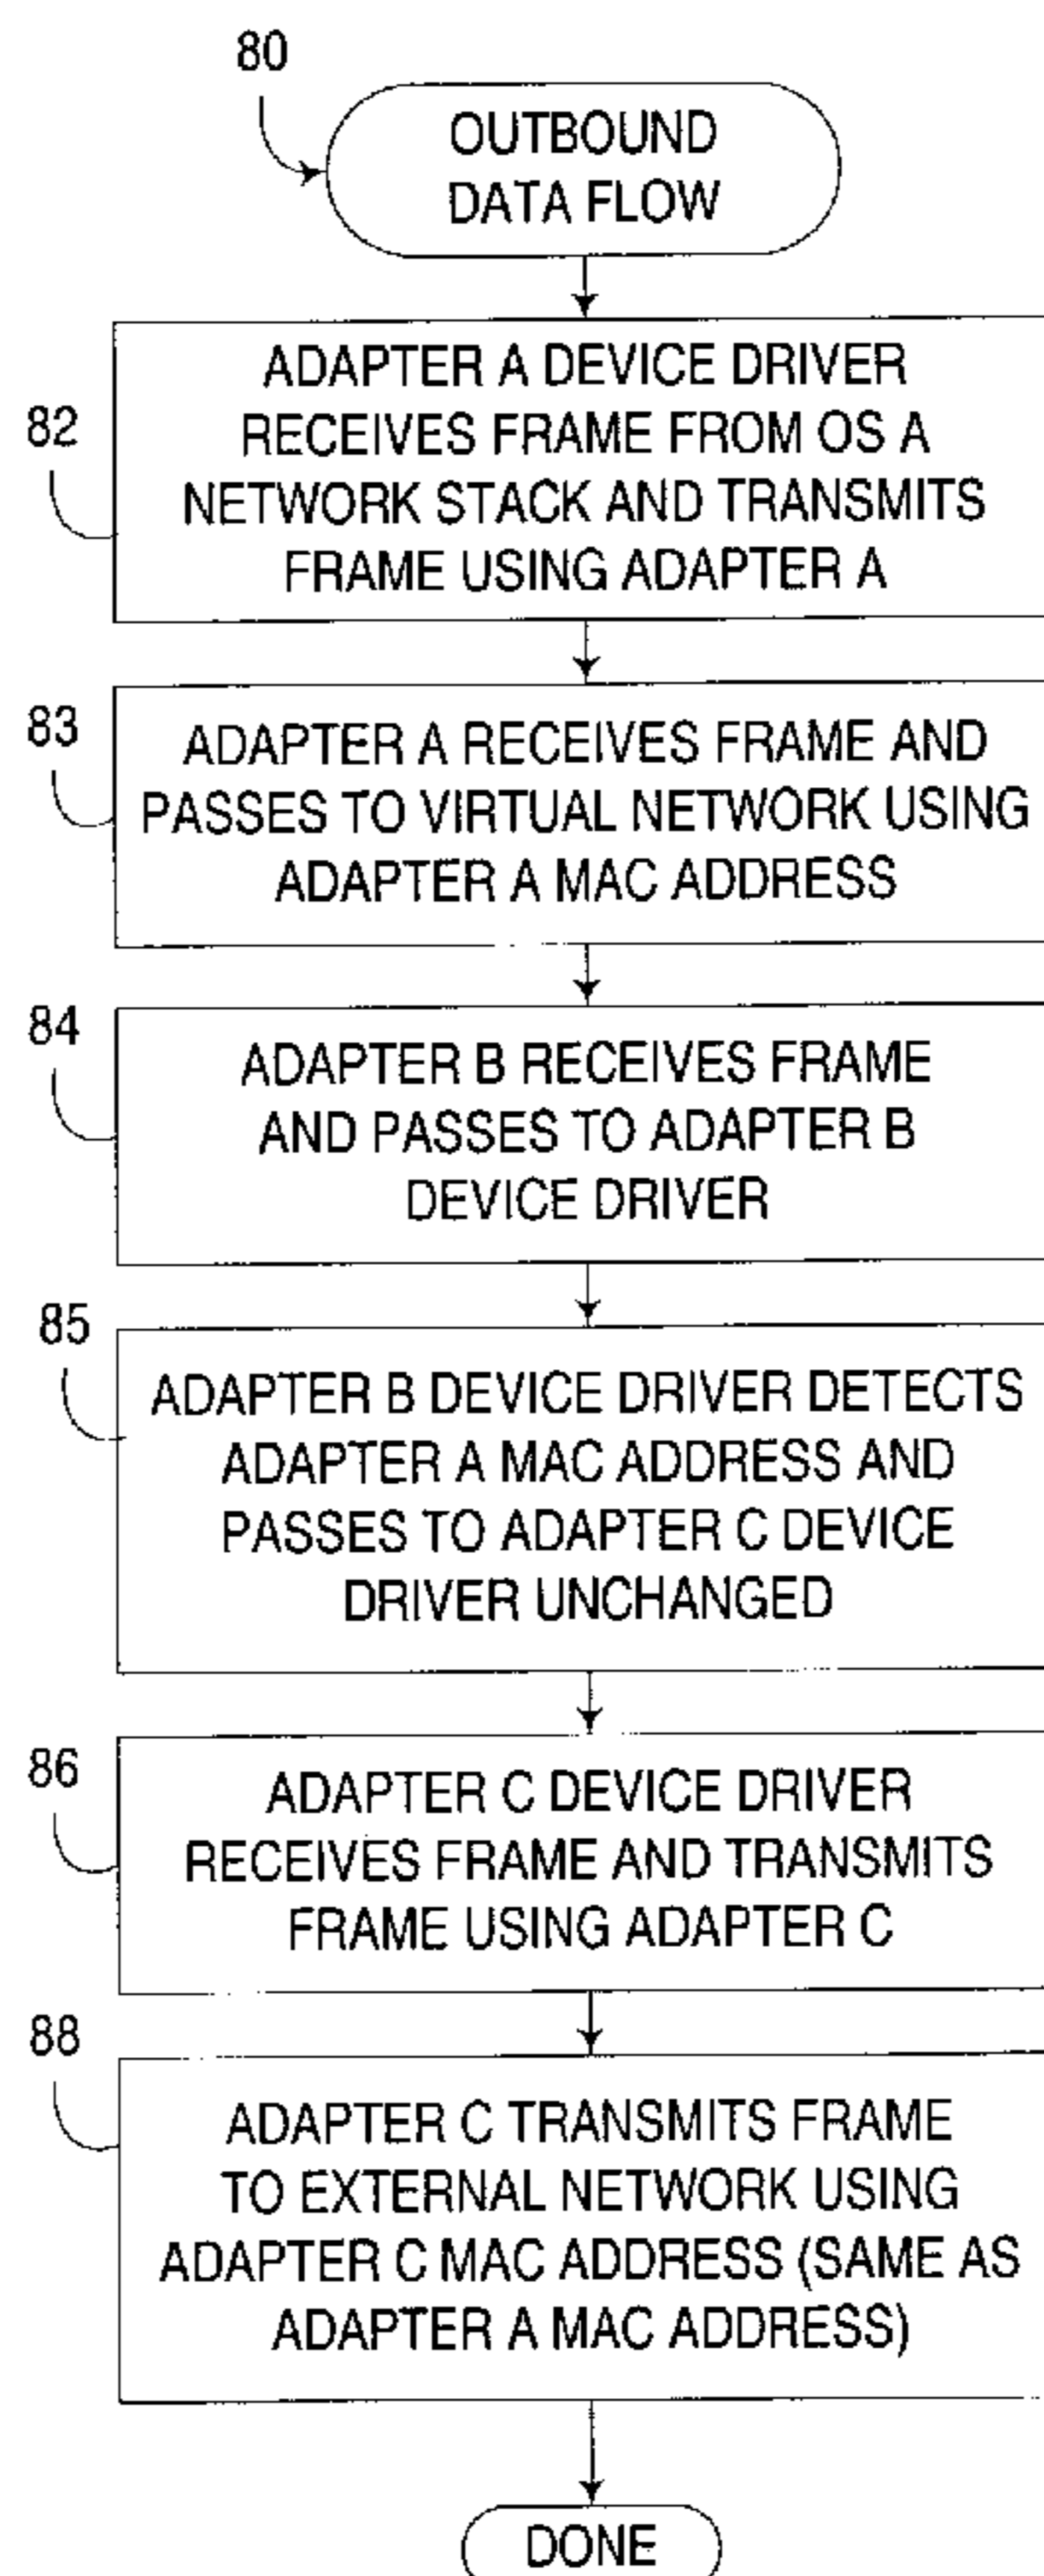 80
OUTBOUND
DATA FLOW
82
ADAPTER A DEVICE DRIVER
RECEIVES FRAME FROM OS A
NETWORK STACK AND TRANSMITS
FRAME USING ADAPTER A
83
ADAPTER A RECEIVES FRAME AND
PASSES TO VIRTUAL NETWORK USING
ADAPTER A MAC ADDRESS
84
ADAPTER B RECEIVES FRAME
AND PASSES TO ADAPTER B
DEVICE DRIVER
85
ADAPTER B DEVICE DRIVER DETECTS
ADAPTER A MAC ADDRESS AND
PASSES TO ADAPTER C DEVICE
DRIVER UNCHANGED
86
ADAPTER C DEVICE DRIVER
RECEIVES FRAME AND TRANSMITS
FRAME USING ADAPTER C
88
ADAPTER C TRANSMITS FRAME
TO EXTERNAL NETWORK USING
ADAPTER C MAC ADDRESS (SAME AS
ADAPTER A MAC ADDRESS)
DONE